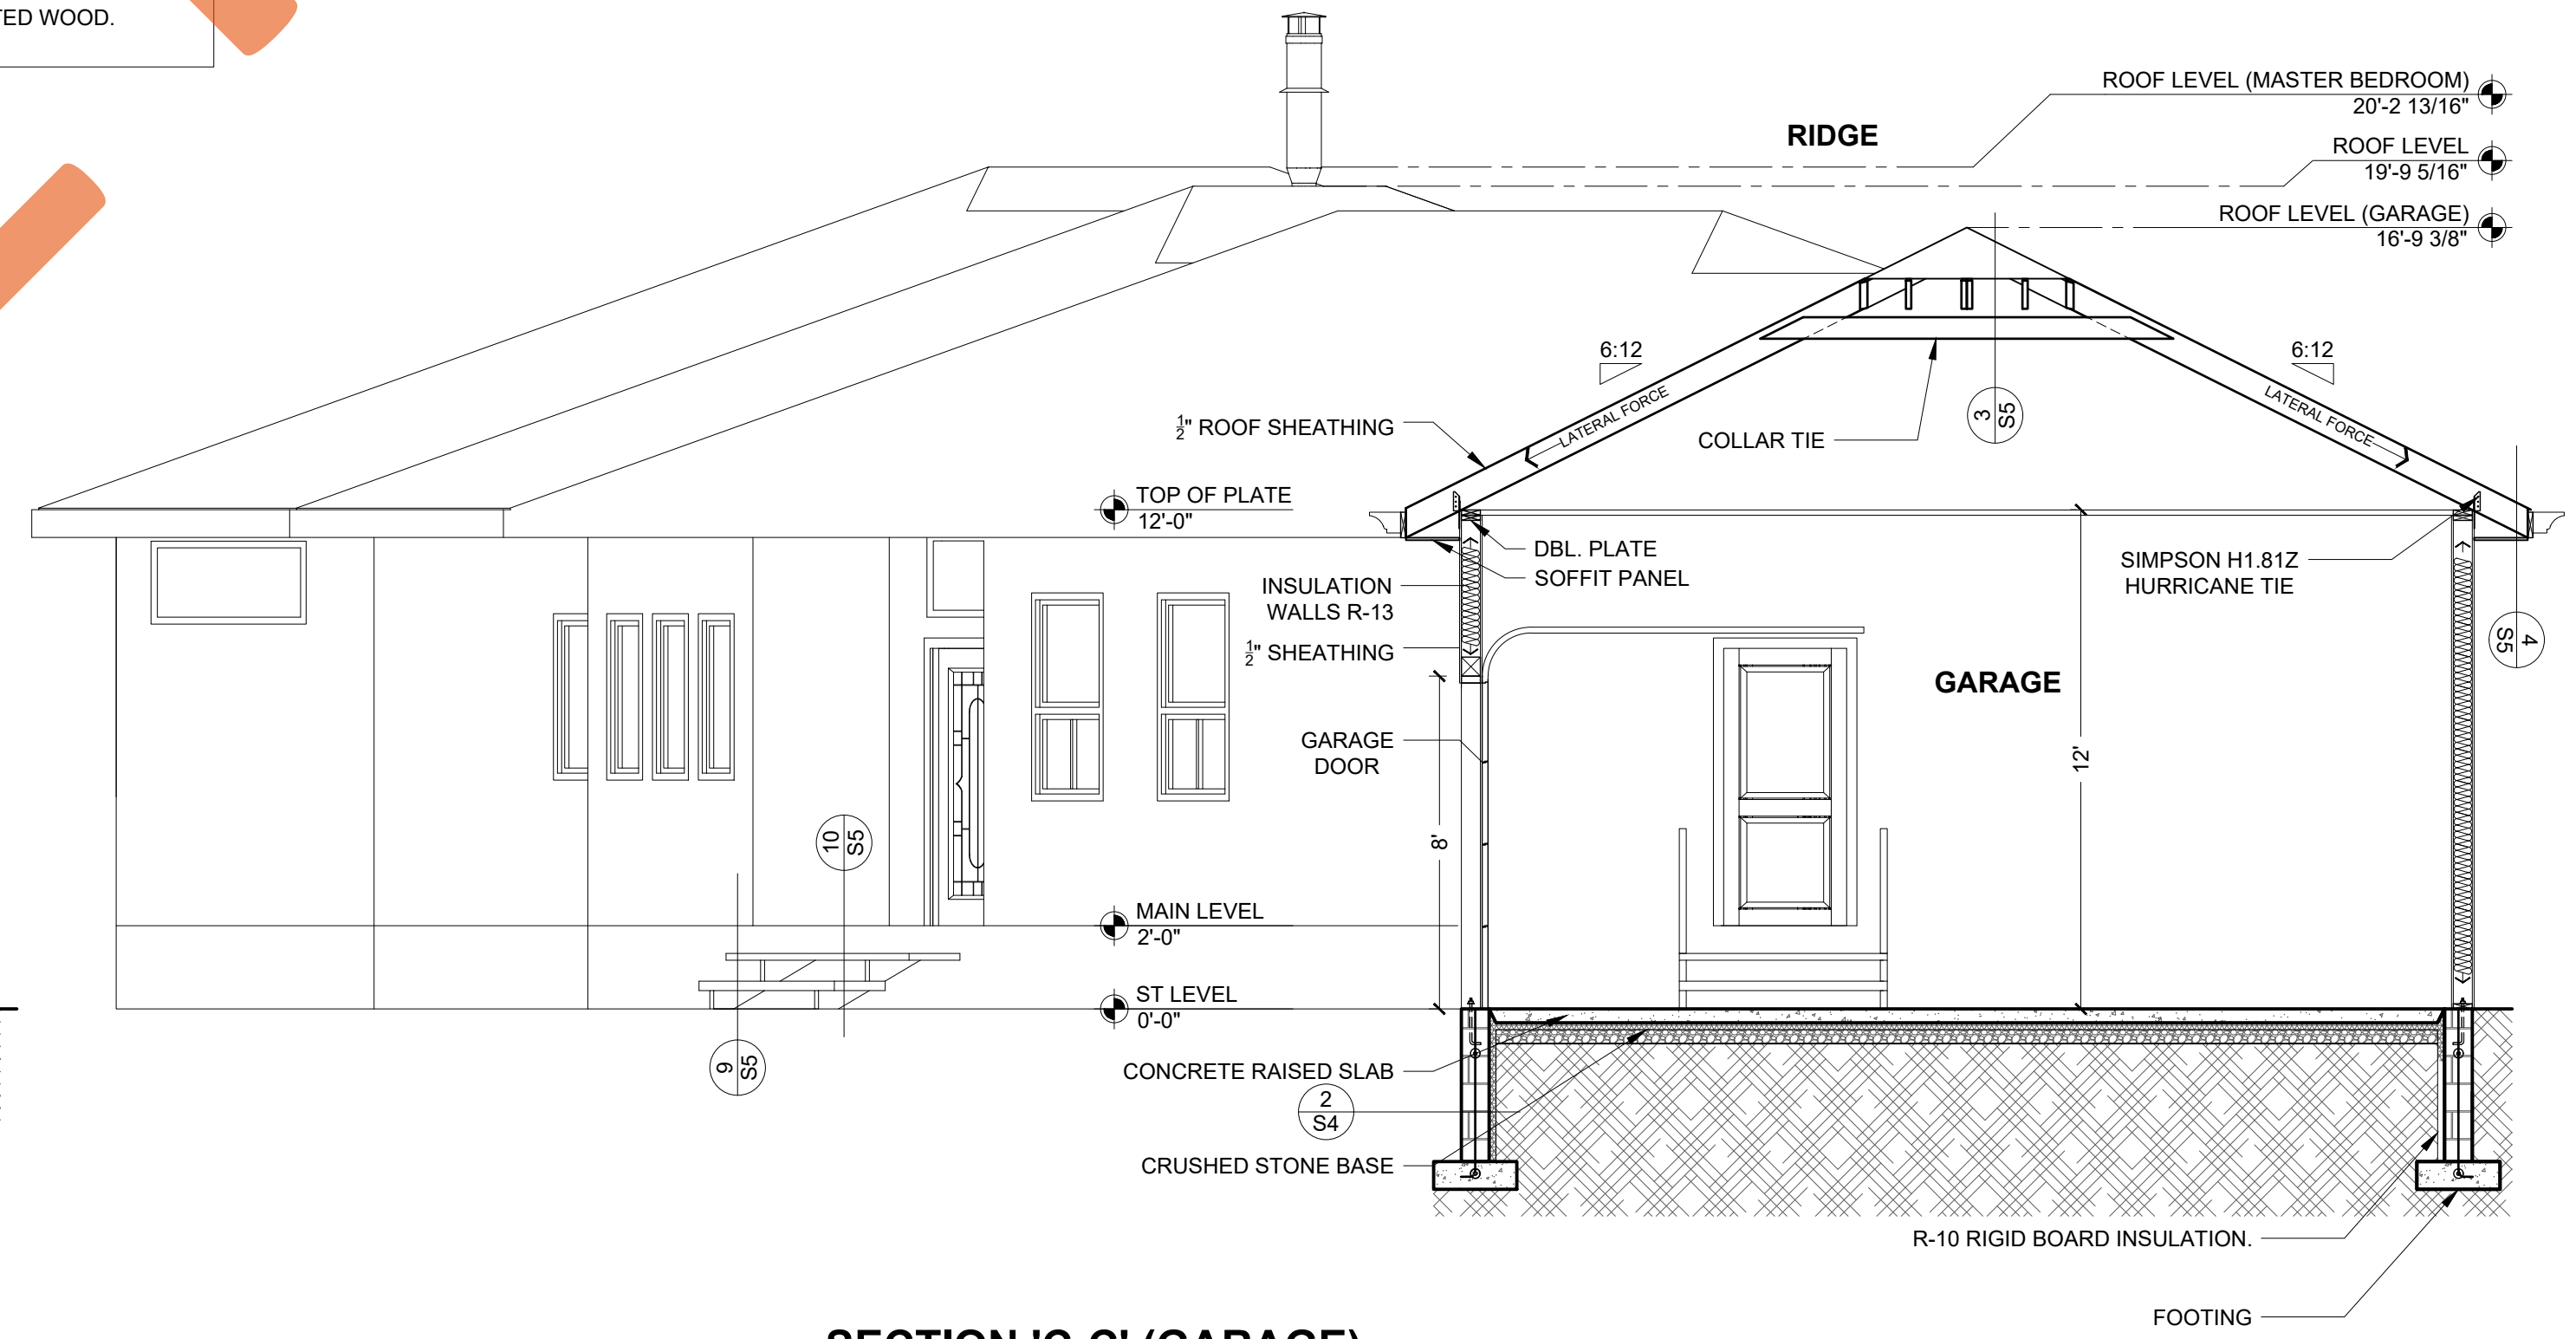 TED WOOD.
ROOF LEVEL (MASTER BEDROOM)
20'-2 13/16"
RIDGE
ROOF LEVEL
19'-9 5/16"
ROOF LEVEL (GARAGE)
16'-9 3/8"
6:12
6:12
LATERAL FORCE
LATERAL FORCE
½" ROOF SHEATHING
COLLAR TIE
3
S5
TOP OF PLATE
12'-0"
DBL. PLATE
SOFFIT PANEL
INSULATION
WALLS R-13
½" SHEATHING
SIMPSON H1.81Z
HURRICANE TIE
4
S5
GARAGE
GARAGE
DOOR
12'
8'
10
S5
MAIN LEVEL
2'-0"
ST LEVEL
0'-0"
9
S5
CONCRETE RAISED SLAB
2
S4
CRUSHED STONE BASE
R-10 RIGID BOARD INSULATION.
FOOTING
SECTION 'C-C' (GARAGE)